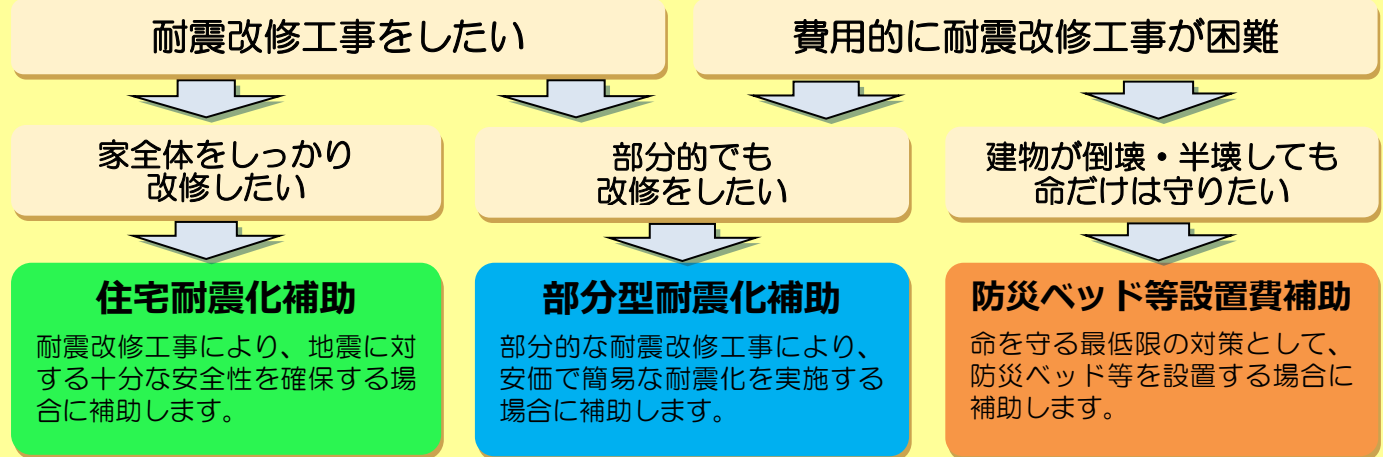 耐震改修工事をしたい
費用的に耐震改修工事が困難
家全体をしっかり
改修したい
部分的でも
改修をしたい
建物が倒壊・半壊しても
命だけは守りたい
住宅耐震化補助
耐震改修工事により、地震に対
する十分な安全性を確保する場
合に補助します。
部分型耐震化補助
部分的な耐震改修工事により、
安価で簡易な耐震化を実施する
場合に補助します。
防災ベッド等設置費補助
命を守る最低限の対策として、
防災ベッド等を設置する場合に
補助します。